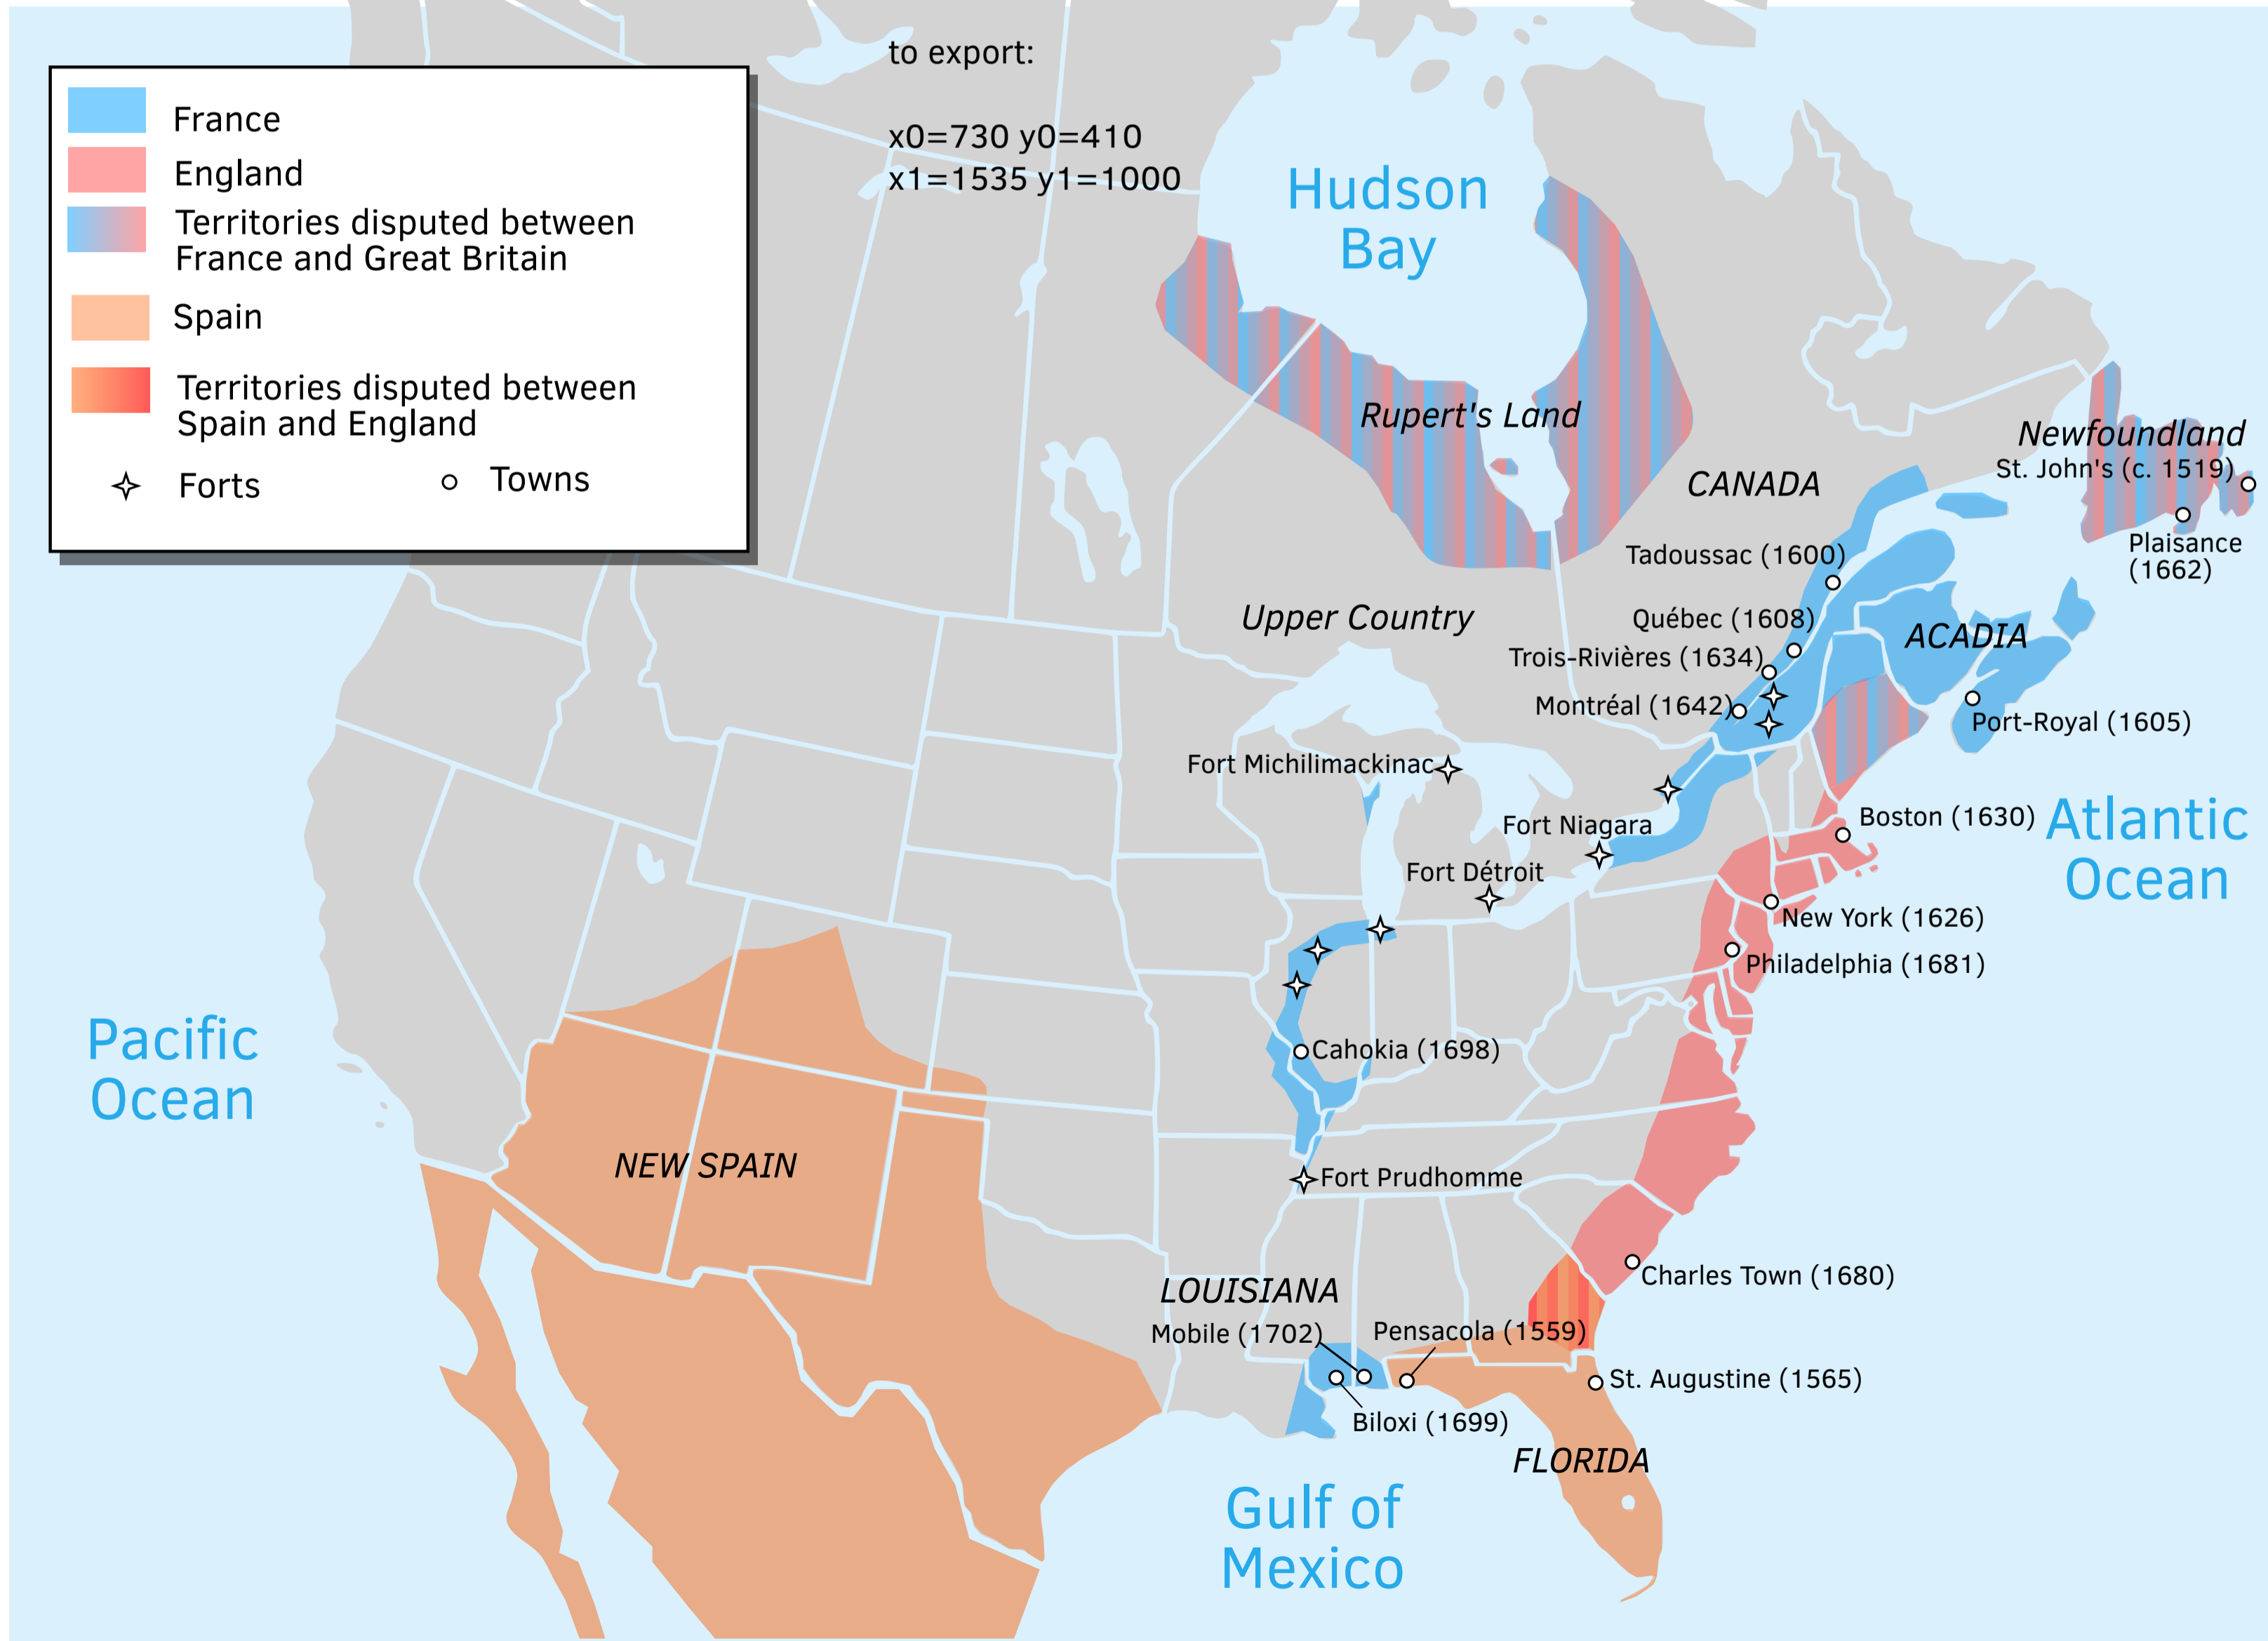 to export:
x0=730 y0=410
x1=1535 y1=1000
France
England
Territories disputed between
France and Great Britain
Spain
Territories disputed between
Spain and England
Forts
Towns
Hudson
Bay
Rupert's Land
Newfoundland
St. John's (c. 1519)
CANADA
Plaisance
(1662)
Tadoussac (1600)
Upper Country
Québec (1608)
ACADIA
Trois-Rivières (1634)
Montréal (1642)
Port-Royal (1605)
Fort Michilimackinac
Boston (1630)
Atlantic
Ocean
Fort Niagara
Fort Détroit
New York (1626)
Philadelphia (1681)
Pacific
Ocean
Cahokia (1698)
NEW SPAIN
Fort Prudhomme
Charles Town (1680)
LOUISIANA
Mobile (1702)
Pensacola (1559)
St. Augustine (1565)
Biloxi (1699)
FLORIDA
Gulf of
Mexico